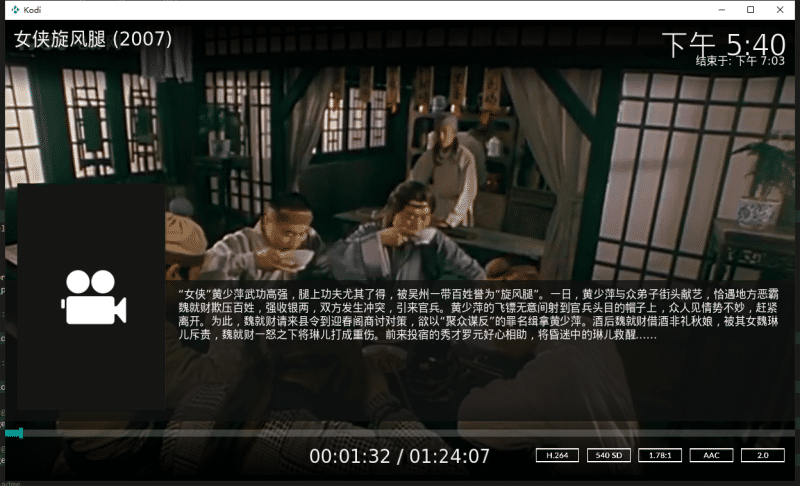 Kodi
女侠旋风腿 (2007)
下午 5:40
结束于: 下午 7:03
“女侠”黄少萍武功高强，腿上功夫尤其了得，被吴州一带百姓誉为“旋风腿”。一日，黄少萍与众弟子街头献艺，恰遇地方恶霸
魏就财欺压百姓，强收银两，双方发生冲突，引来官兵。黄少萍的飞镖无意间射到官兵头目的帽子上，众人见情势不妙，赶紧
离开。为此，魏就财请来县令到迎春阁商讨对策，欲以“聚众谋反”的罪名缉拿黄少萍。酒后魏就财借酒非礼秋娘，被其女魏琳
儿斥责，魏就财一怒之下将琳儿打成重伤。前来投宿的秀才罗元好心相助，将昏迷中的琳儿救醒……
00:01:32 / 01:24:07
H.264
540 SD
1.78:1
AAC
2.0